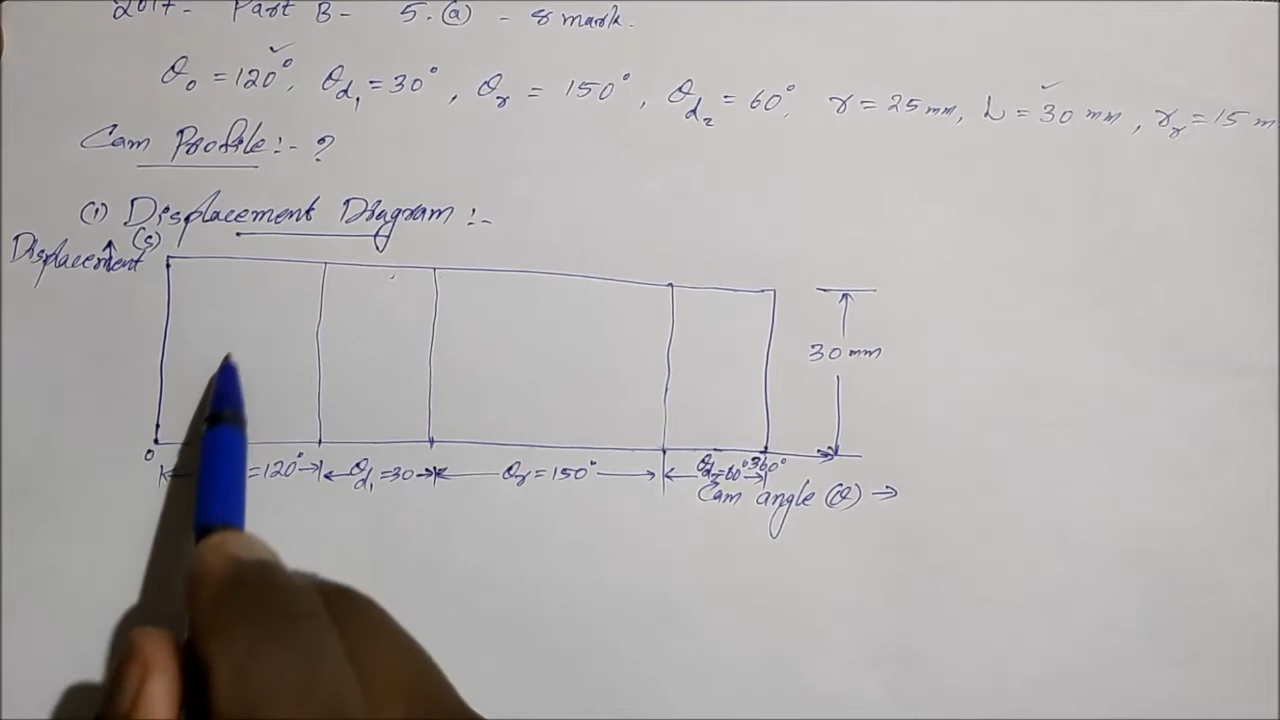 2017- Part B- 5.(a) - 8 mark.
θo = 120°, θd1 = 30°, θr = 150°, θd2 = 60°, r = 25 mm, L = 30 mm, rr = 15 m
Cam Profile:- ?
(1) Displacement Diagram :-
Displacement (s)
30 mm
0
= 120° θd1 = 30 θr = 150° θd2 = 60° 360°
Cam angle (θ) →